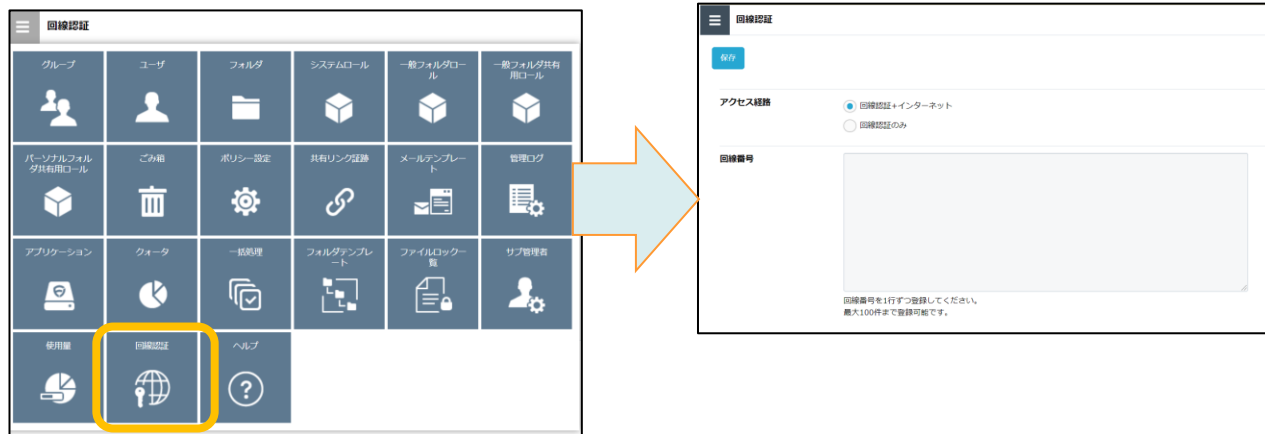 回線認証
グループ
ユーザ
フォルダ
システムロール
一般フォルダロー
ル
一般フォルダ共有
用ロール
パーソナルフォル
ダ共有用ロール
ごみ箱
ポリシー設定
共有リンク証跡
メールテンプレー
ト
管理ログ
アプリケーション
クォータ
一括処理
フォルダテンプレ
ート
ファイルロック一
覧
サブ管理者
使用量
回線認証
ヘルプ
回線認証
保存
アクセス経路
回線認証+インターネット
回線認証のみ
回線番号
回線番号を1行ずつ登録してください。
最大100件まで登録可能です。